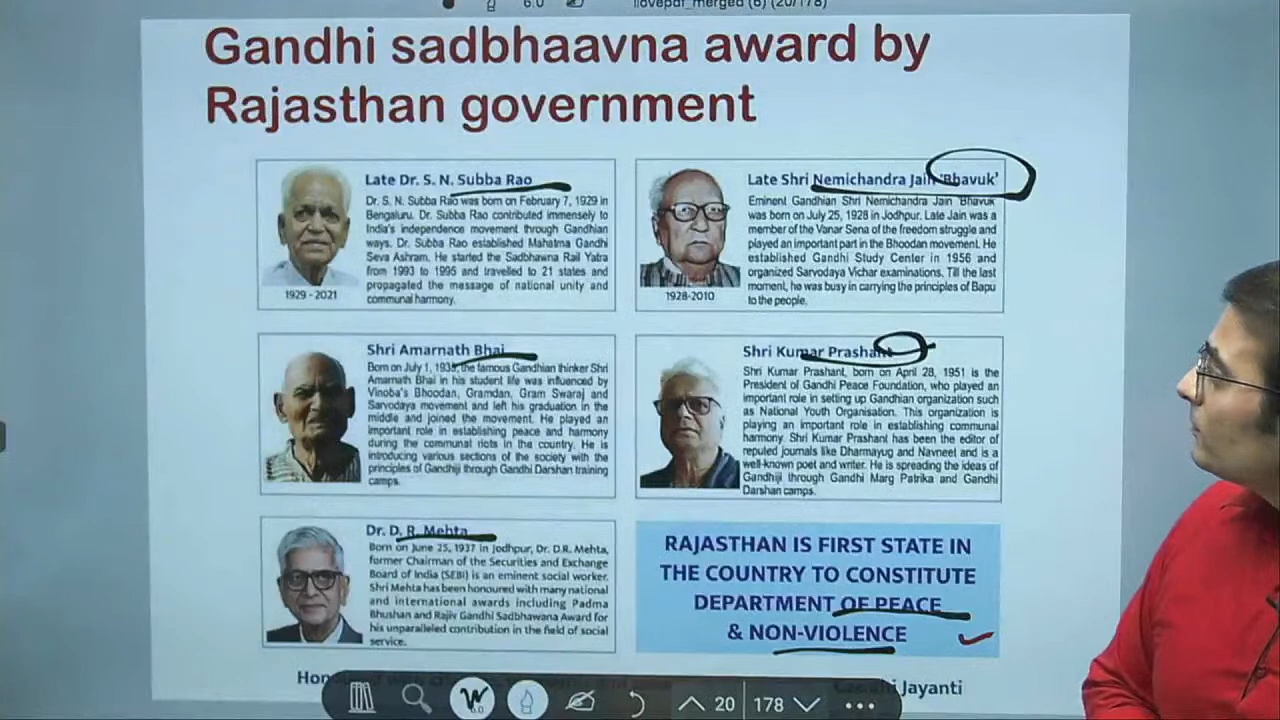 6.0
ilovepdf_merged (6) (20/178)
Gandhi sadbhaavna award by
Rajasthan government
Late Dr. S. N. Subba Rao
Dr. S. N. Subba Rao was born on February 7, 1929 in
Bengaluru. Dr. Subba Rao contributed immensely to
India's independence movement through Gandhian
ways. Dr. Subba Rao established Mahatma Gandhi
Seva Ashram. He started the Sadbhawna Rail Yatra
from 1993 to 1995 and travelled to 21 states and
propagated the message of national unity and
communal harmony.
1929 - 2021
Late Shri Nemichandra Jain 'Bhavuk'
Eminent Gandhian Shri Nemichandra Jain 'Bhavuk'
was born on July 25, 1928 in Jodhpur. Late Jain was a
member of the Vanar Sena of the freedom struggle and
played an important part in the Bhoodan movement. He
established Gandhi Study Center in 1956 and
organized Sarvodaya Vichar examinations. Till the last
moment, he was busy in carrying the principles of Bapu
to the people.
1928-2010
Shri Amarnath Bhai
Born on July 1, the famous Gandhian thinker Shri
Amarnath Bhai in his student life was influenced by
Vinoba's Bhoodan, Gramdan, Gram Swaraj and
Sarvodaya movement and left his graduation in the
middle and joined the movement. He played an
important role in establishing peace and harmony
during the communal riots in the country. He is
introducing various sections of the society with the
principles of Gandhiji through Gandhi Darshan training
camps.
Shri Kumar Prashant
Shri Kumar Prashant, born on April 28, 1951 is the
President of Gandhi Peace Foundation, who played an
important role in setting up Gandhian organization such
as National Youth Organisation. This organization is
playing an important role in establishing communal
harmony. Shri Kumar Prashant has been the editor of
reputed journals like Dharmayug and Navneet and is a
well-known poet and writer. He is spreading the ideas of
Gandhiji through Gandhi Marg Patrika and Gandhi
Darshan camps.
Dr. D. R. Mehta
Born on June 25, 1937 in Jodhpur, Dr. D.R. Mehta,
former Chairman of the Securities and Exchange
Board of India (SEBI) is an eminent social worker.
Shri Mehta has been honoured with many national
and international awards including Padma
Bhushan and Rajiv Gandhi Sadbhawana Award for
his unparalleled contribution in the field of social
service.
RAJASTHAN IS FIRST STATE IN
THE COUNTRY TO CONSTITUTE
DEPARTMENT OF PEACE
& NON-VIOLENCE
Jayanti
W
6.0
20
178